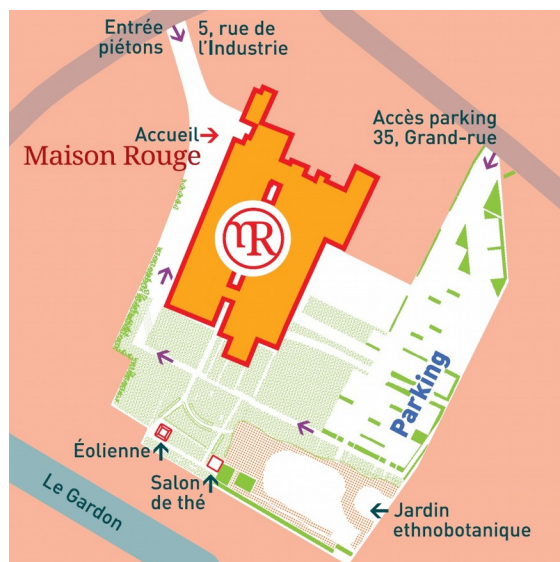 Entrée
piétons
5, rue de
l'Industrie
Accueil
Maison Rouge
Accès parking
35, Grand-rue
mR
Parking
Éolienne
Salon
de thé
Le Gardon
Jardin
ethnobotanique